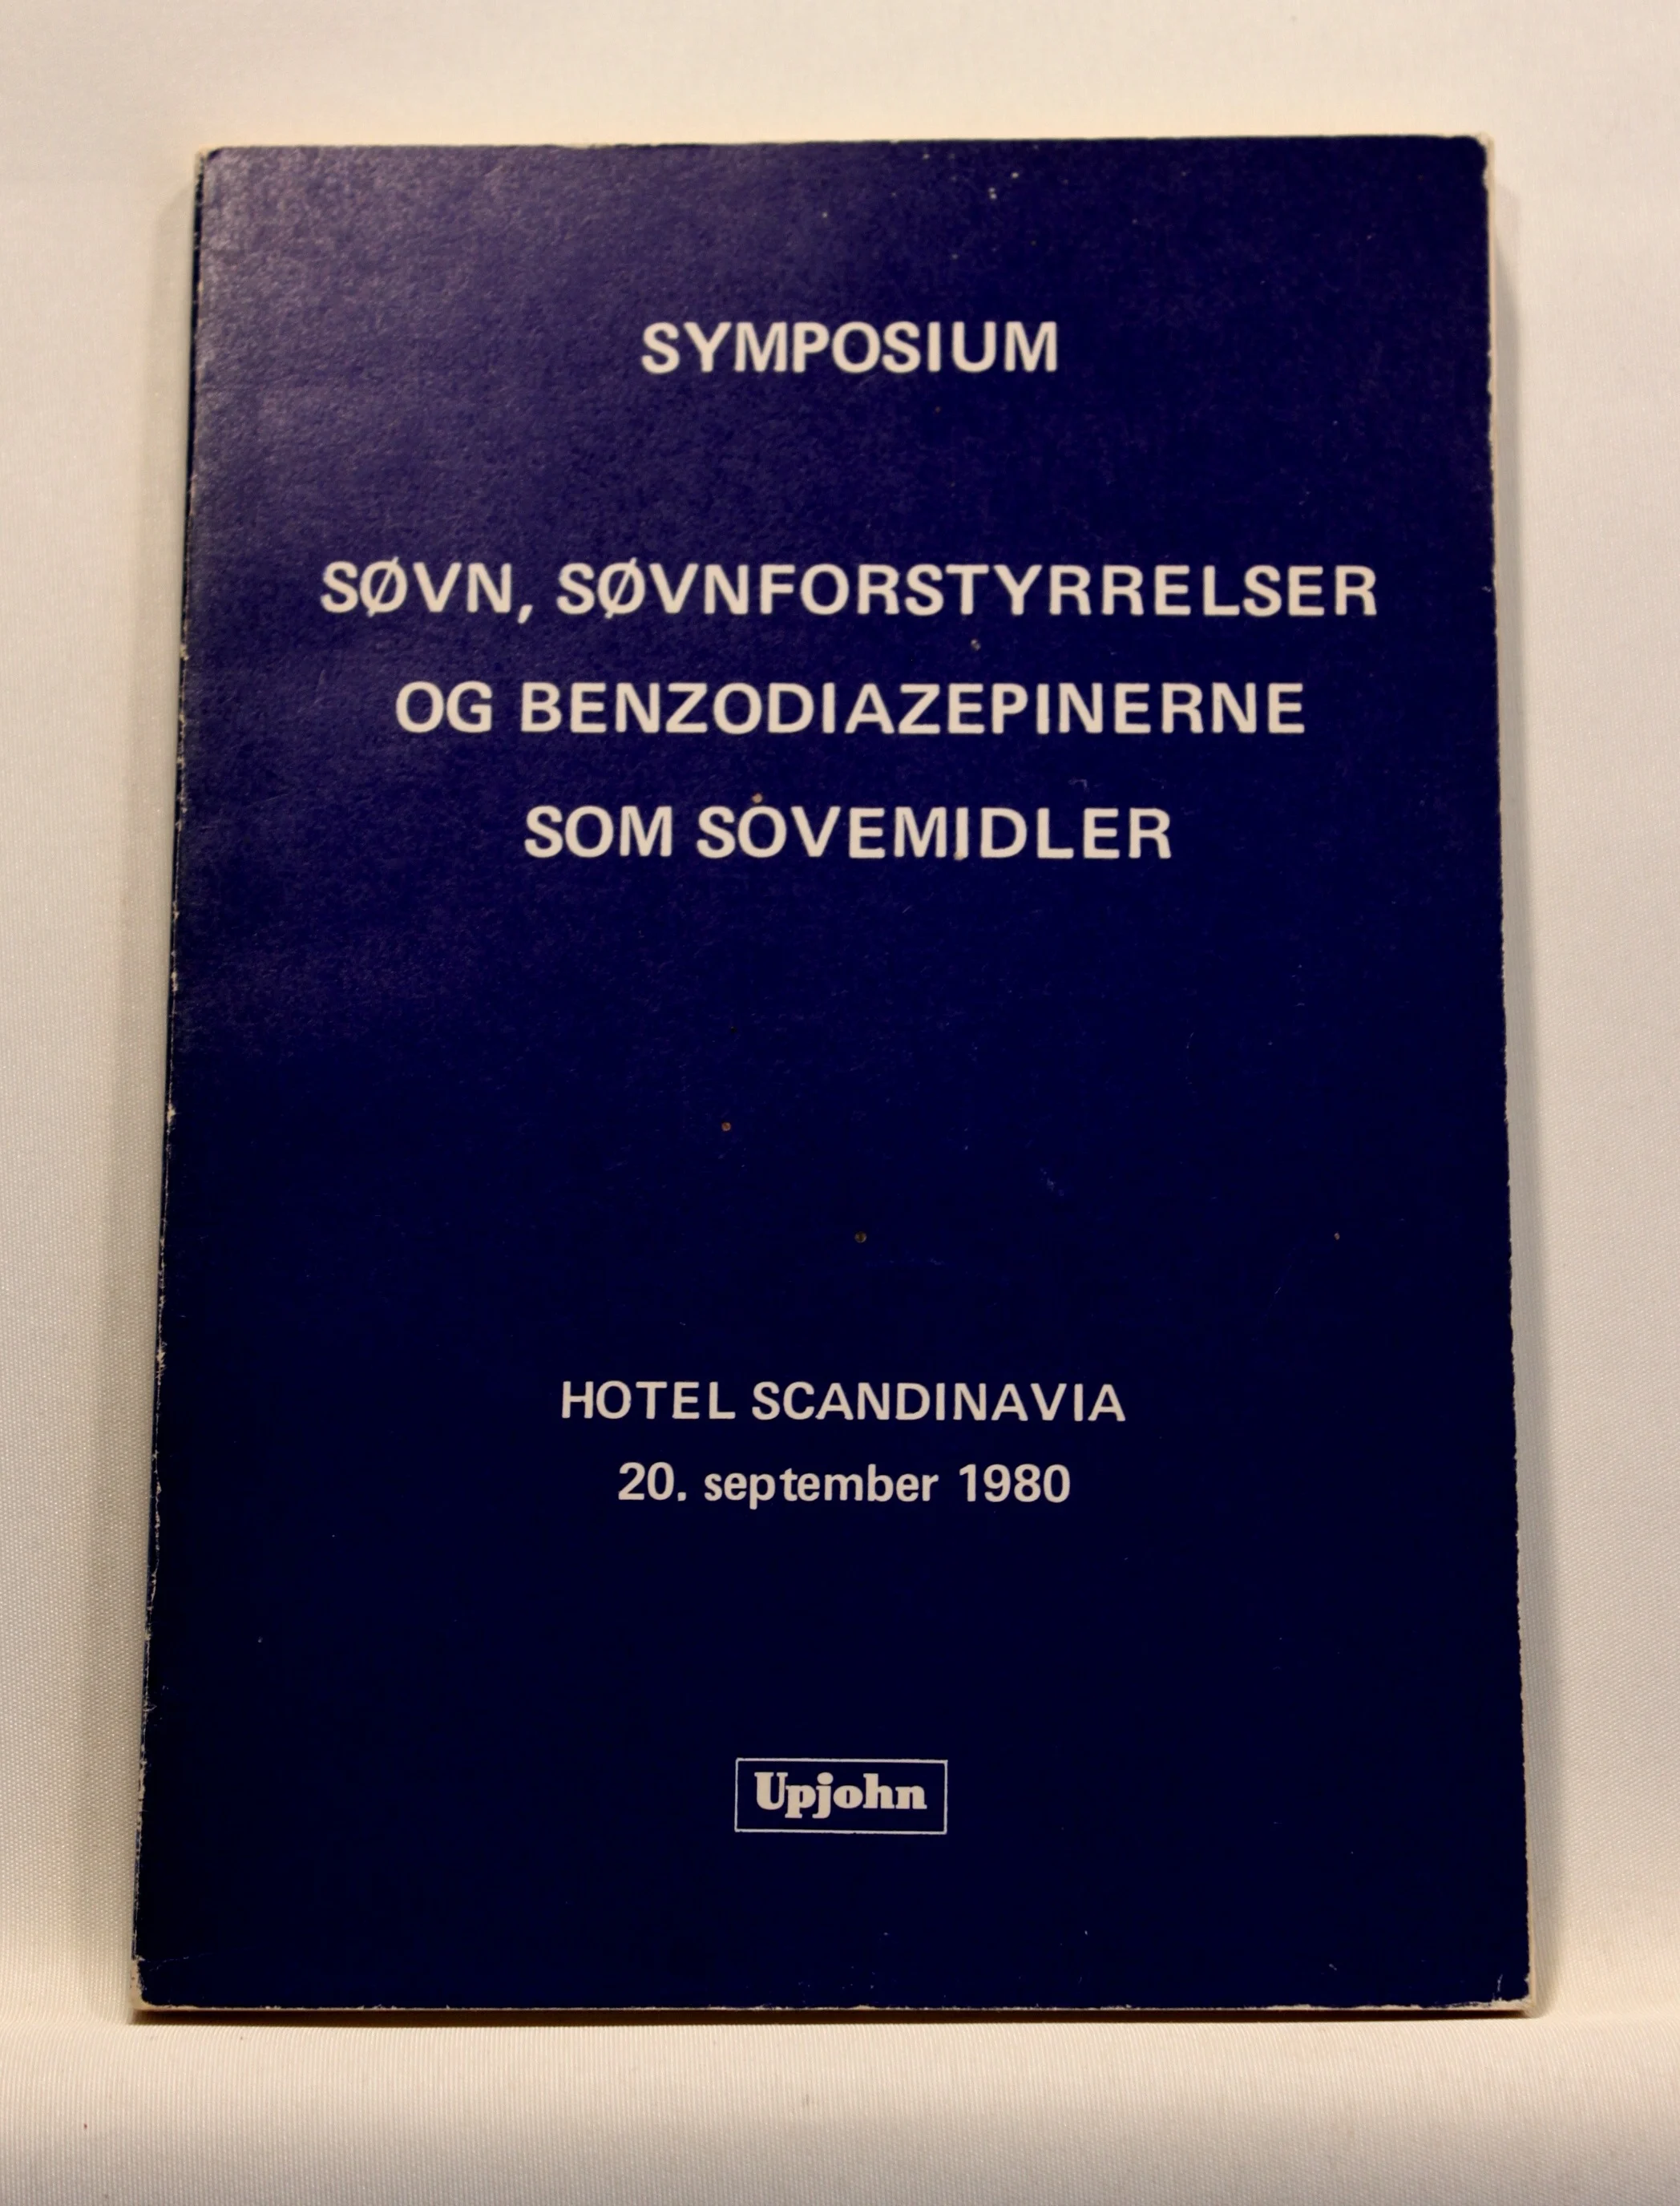 SYMPOSIUM
SØVN, SØVNFORSTYRRELSER
OG BENZODIAZEPINERNE
SOM SOVEMIDLER
HOTEL SCANDINAVIA
20. september 1980
Upjohn